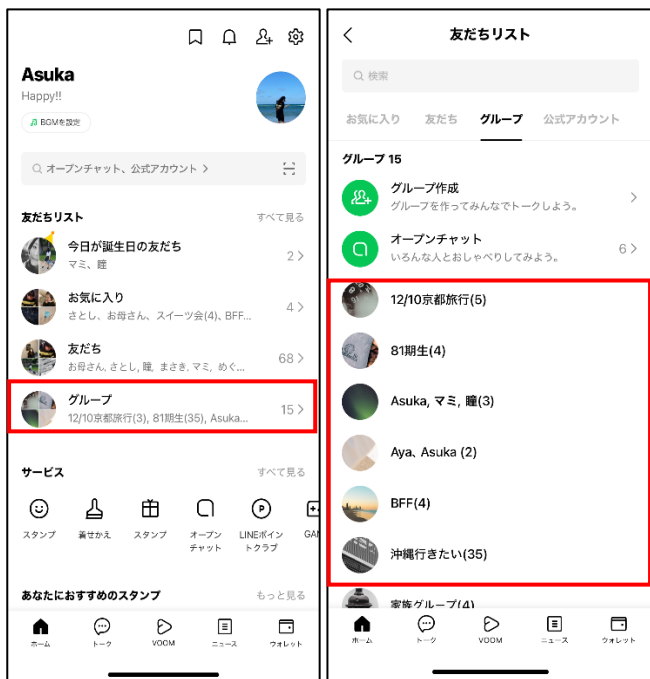 Asuka
Happy!!
BGMを設定
オープンチャット、公式アカウント >
友だちリスト
すべて見る
今日が誕生日の友だち
マミ、瞳
2 >
お気に入り
さとし、お母さん、スイーツ会(4)、BFF...
4 >
友だち
お母さん, さとし, 瞳, まさき, マミ, めぐ...
68 >
グループ
12/10京都旅行(3), 81期生(35), Asuka...
15 >
サービス
すべて見る
スタンプ
着せかえ
スタンプ
オープン
チャット
LINEポイン
トクラブ
GA
あなたにおすすめのスタンプ
もっと見る
ホーム
トーク
VOOM
ニュース
ウォレット
友だちリスト
検索
お気に入り
友だち
グループ
公式アカウント
グループ 15
グループ作成
グループを作ってみんなでトークしよう。
オープンチャット
いろんな人とおしゃべりしてみよう。
6 >
12/10京都旅行(5)
81期生(4)
Asuka, マミ, 瞳(3)
Aya、Asuka (2)
BFF(4)
沖縄行きたい(35)
家族グループ(4)
ホーム
トーク
VOOM
ニュース
ウォレット